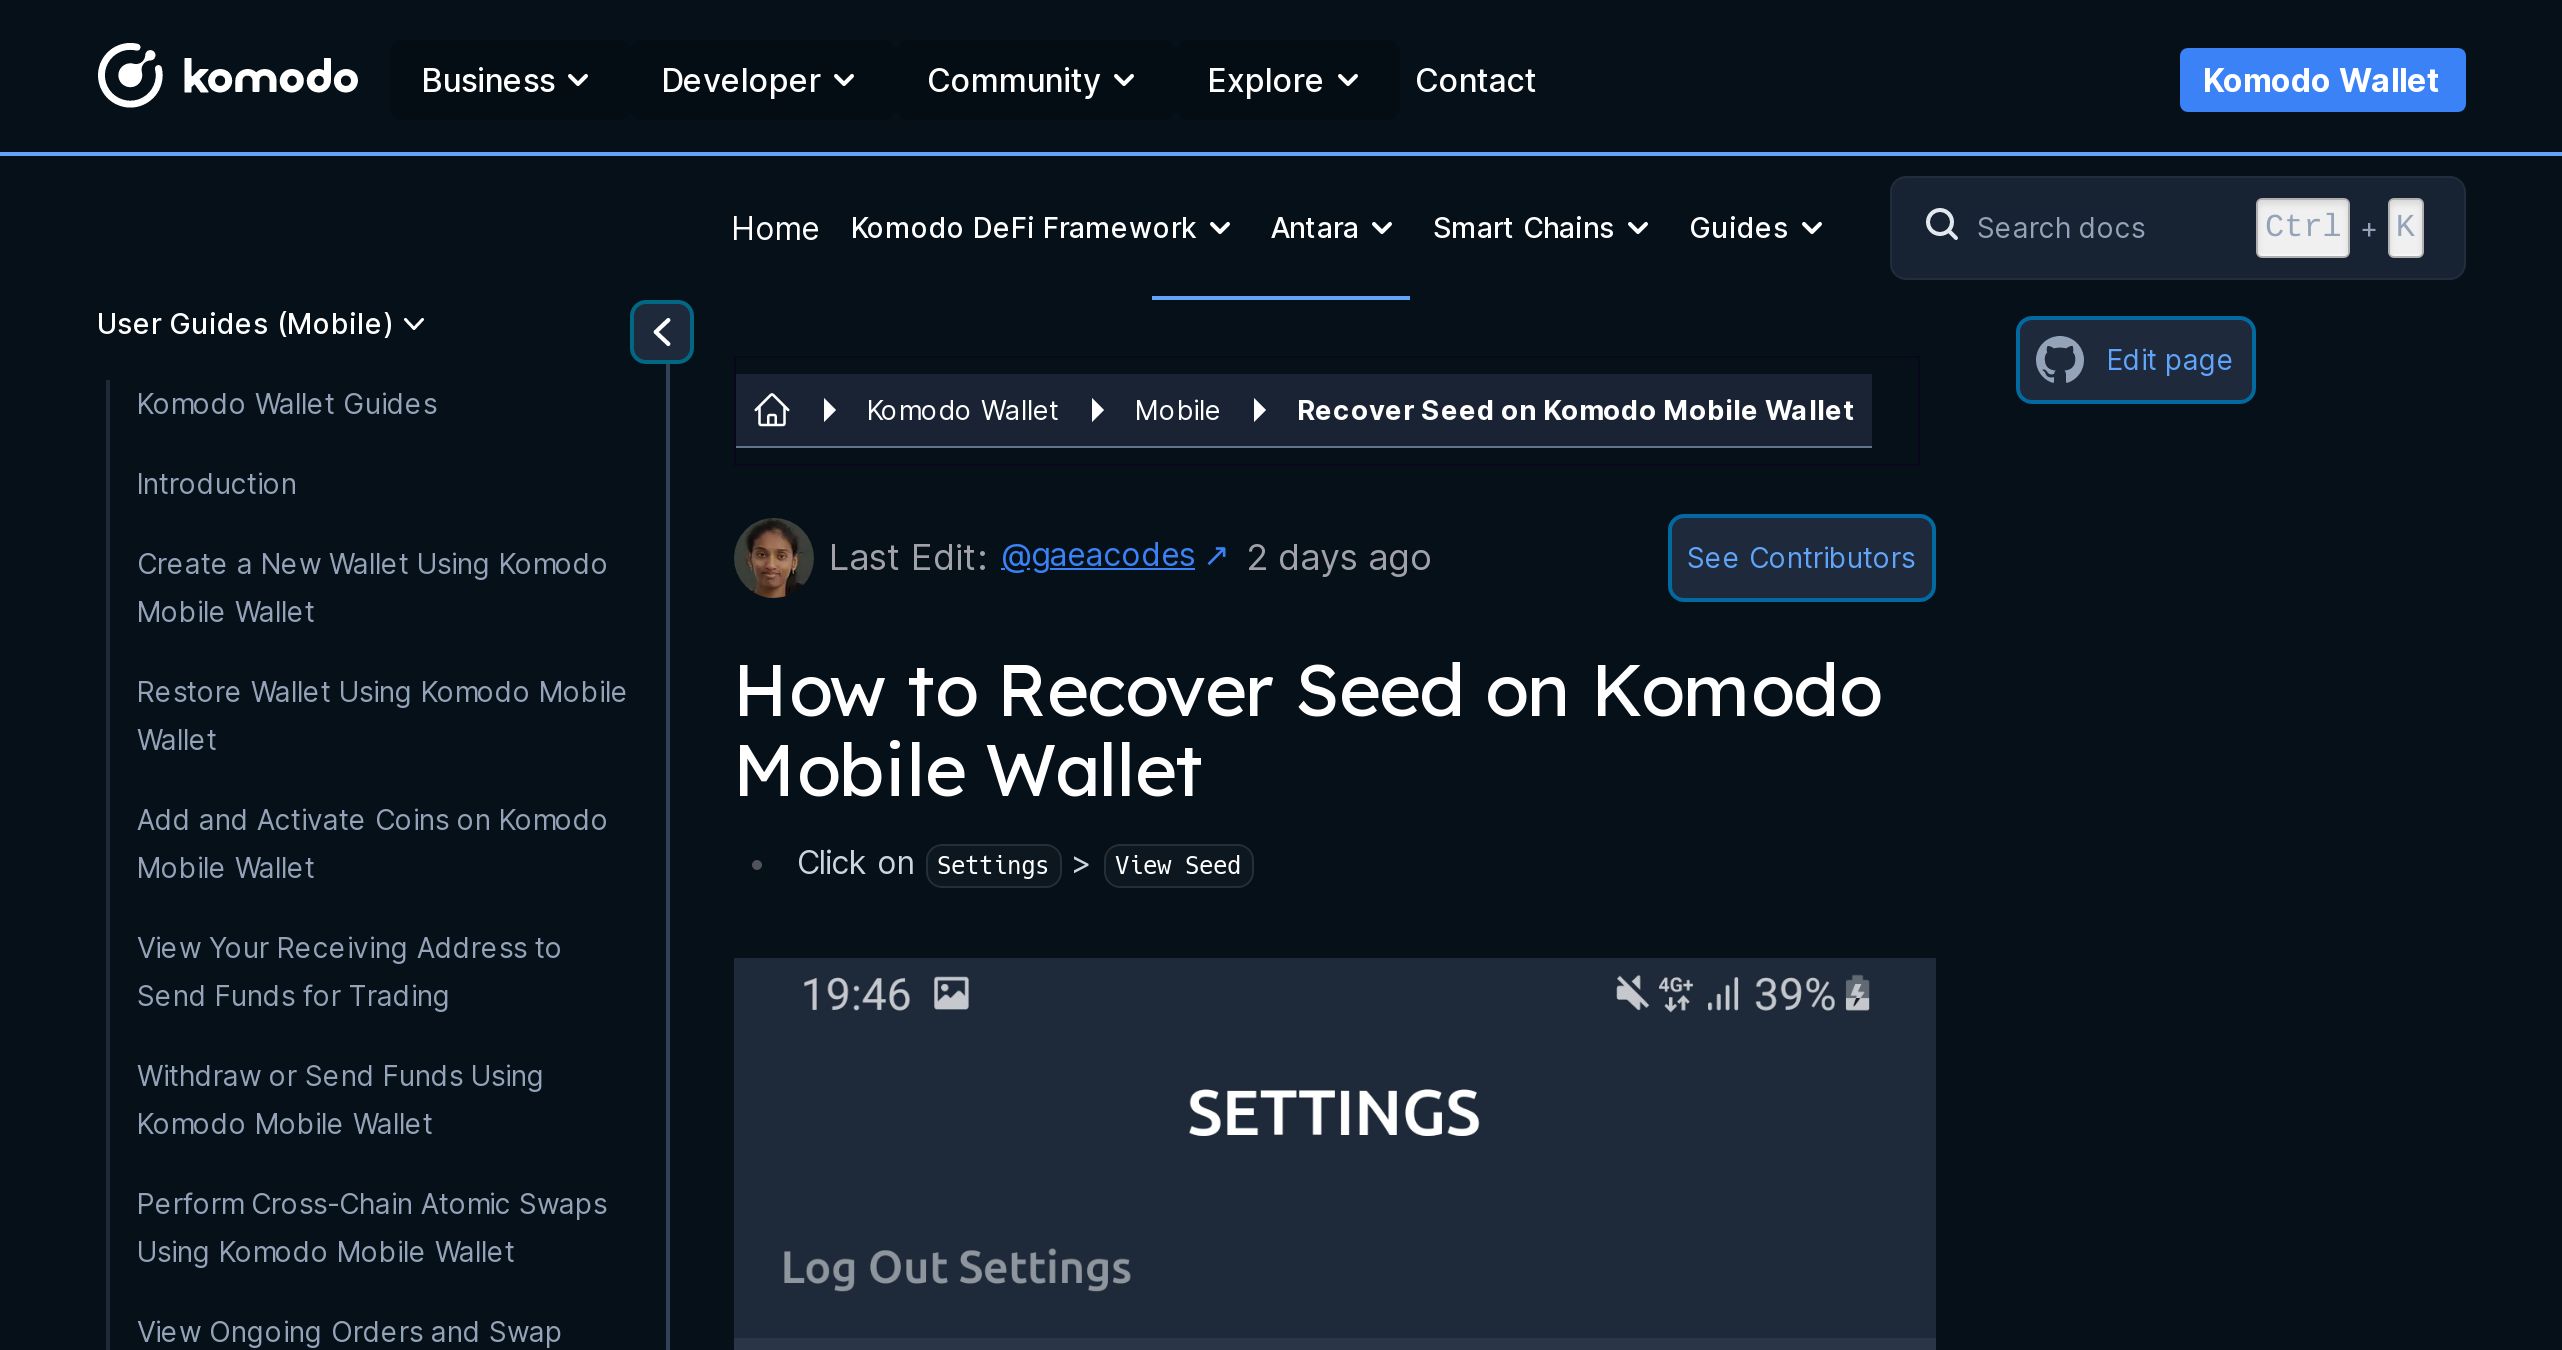 komodo
Business
Developer
Community
Explore
Contact
Komodo Wallet
Home
Komodo DeFi Framework
Antara
Smart Chains
Guides
Search docs
Ctrl + K
User Guides (Mobile)
Komodo Wallet Guides
Introduction
Create a New Wallet Using Komodo
Mobile Wallet
Restore Wallet Using Komodo Mobile
Wallet
Add and Activate Coins on Komodo
Mobile Wallet
View Your Receiving Address to
Send Funds for Trading
Withdraw or Send Funds Using
Komodo Mobile Wallet
Perform Cross-Chain Atomic Swaps
Using Komodo Mobile Wallet
View Ongoing Orders and Swap
Komodo Wallet
Mobile
Recover Seed on Komodo Mobile Wallet
Edit page
Last Edit: @gaeacodes ↗ 2 days ago
See Contributors
How to Recover Seed on Komodo
Mobile Wallet
• Click on Settings > View Seed
19:46
4G+
39%
SETTINGS
Log Out Settings